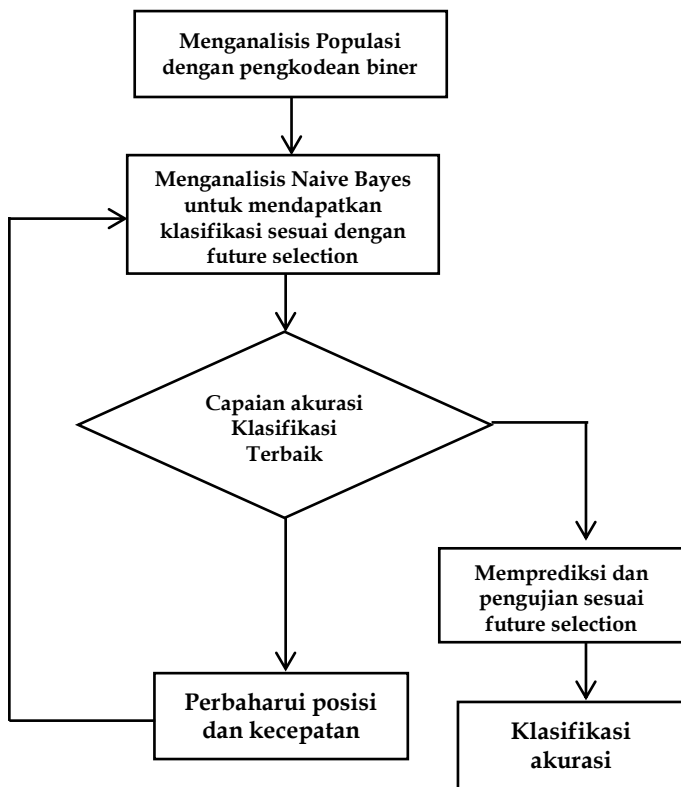 Menganalisis Populasi
dengan pengkodean biner
Menganalisis Naive Bayes
untuk mendapatkan
klasifikasi sesuai dengan
future selection
Capaian akurasi
Klasifikasi
Terbaik
Memprediksi dan
pengujian sesuai
future selection
Perbaharui posisi
dan kecepatan
Klasifikasi
akurasi